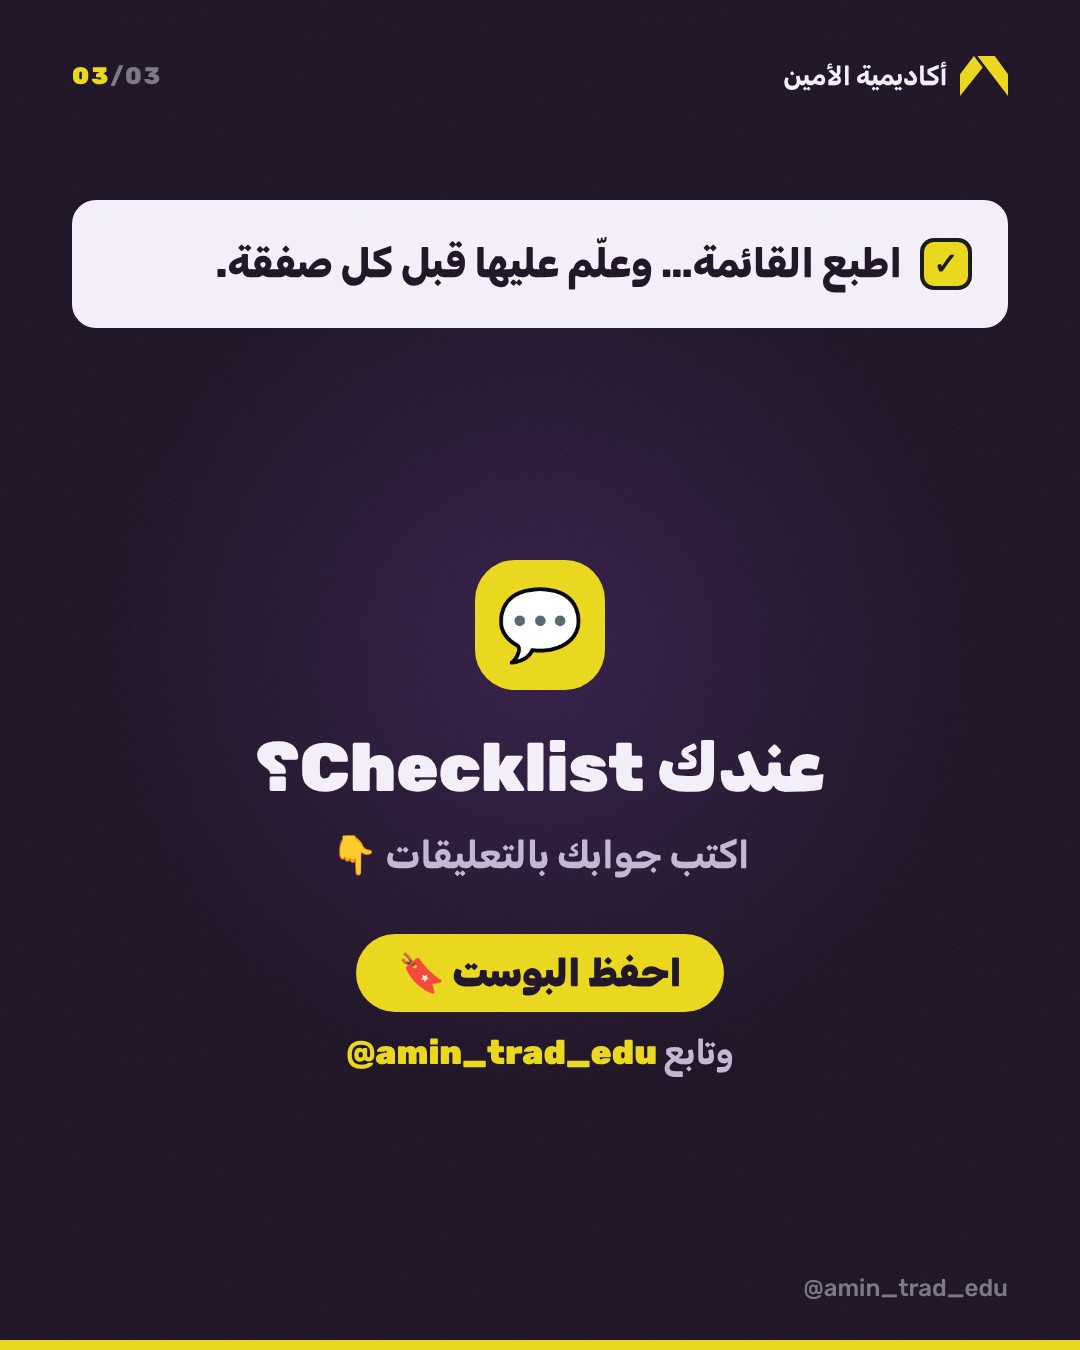 أكاديمية الأمين
03/03
✓ اطبع القائمة... وعلّم عليها قبل كل صفقة.
عندك Checklist؟
اكتب جوابك بالتعليقات 👇
احفظ البوست 🔖
وتابع @amin_trad_edu
@amin_trad_edu